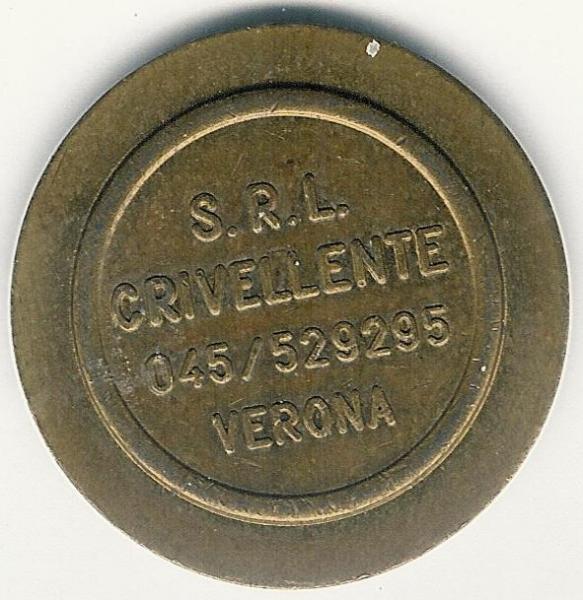 S.R.L.
CRIVELLENTE
045/529295
VERONA